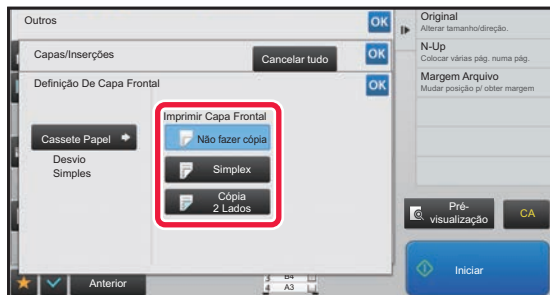 Outros
OK
Capas/Inserções
Cancelar tudo
OK
Definição De Capa Frontal
OK
Imprimir Capa Frontal
Cassete Papel
Desvio
Simples
Não fazer cópia
Simplex
Cópia
2 Lados
Anterior
3 B4
4 A3
Original
Alterar tamanho/direção.
N-Up
Colocar várias pág. numa pág.
Margem Arquivo
Mudar posição p/ obter margem
Pré-
visualização
CA
Iniciar